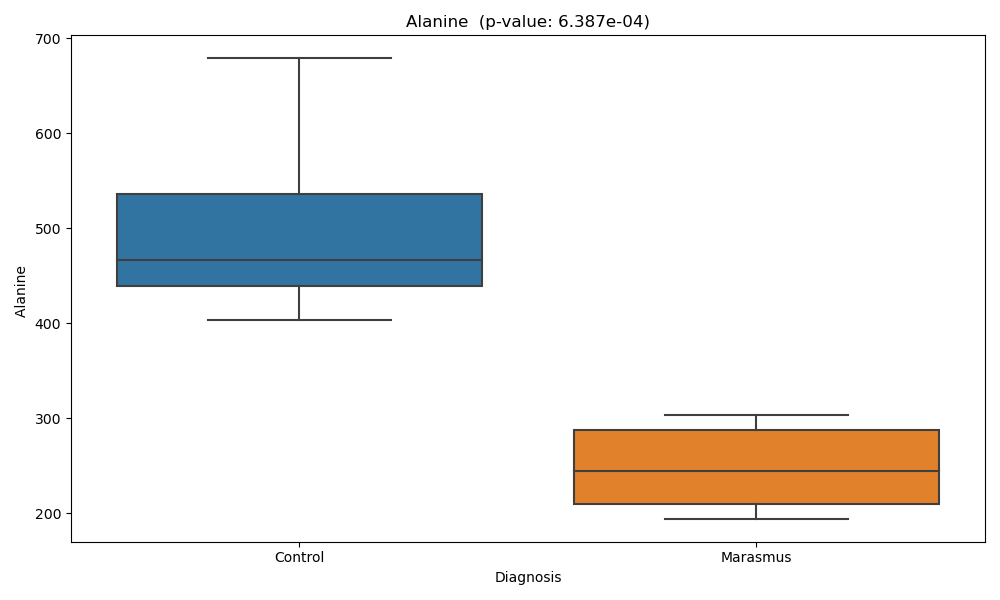 Alanine (p-value: 6.387e-04)
Alanine
700
600
500
400
300
200
Control
Marasmus
Diagnosis